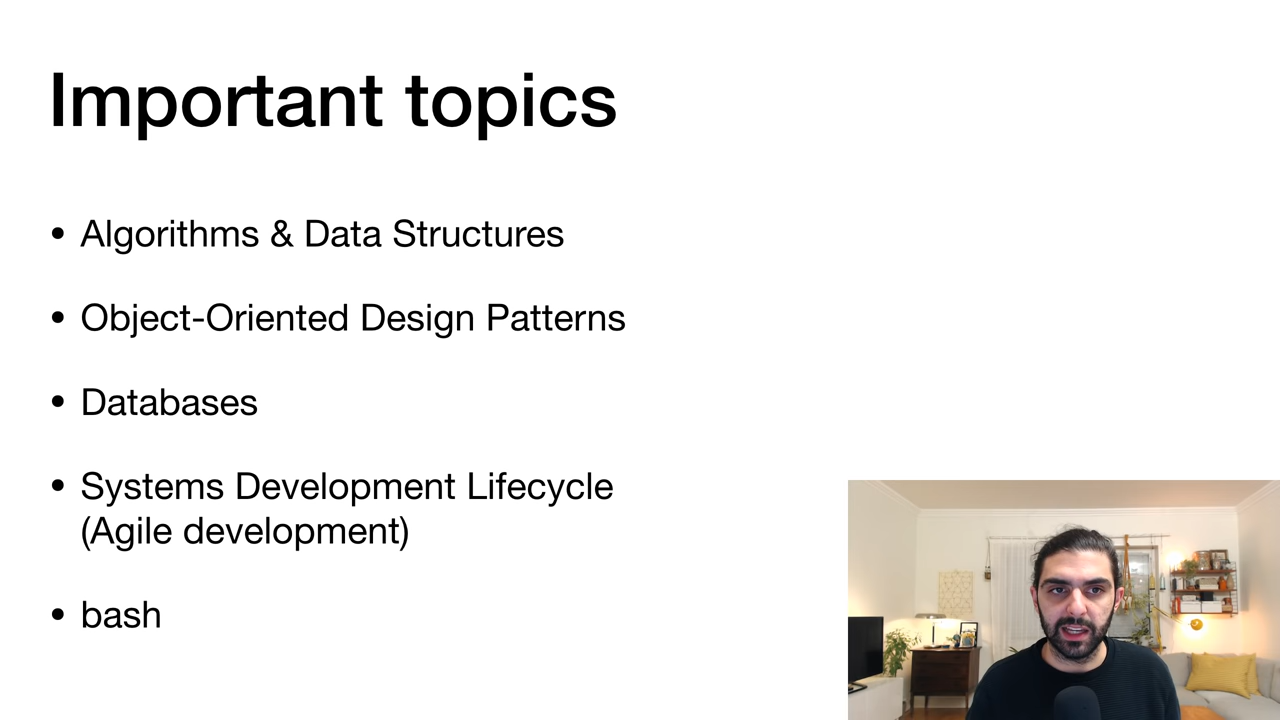 Important topics
• Algorithms & Data Structures
• Object-Oriented Design Patterns
• Databases
• Systems Development Lifecycle
(Agile development)
• bash